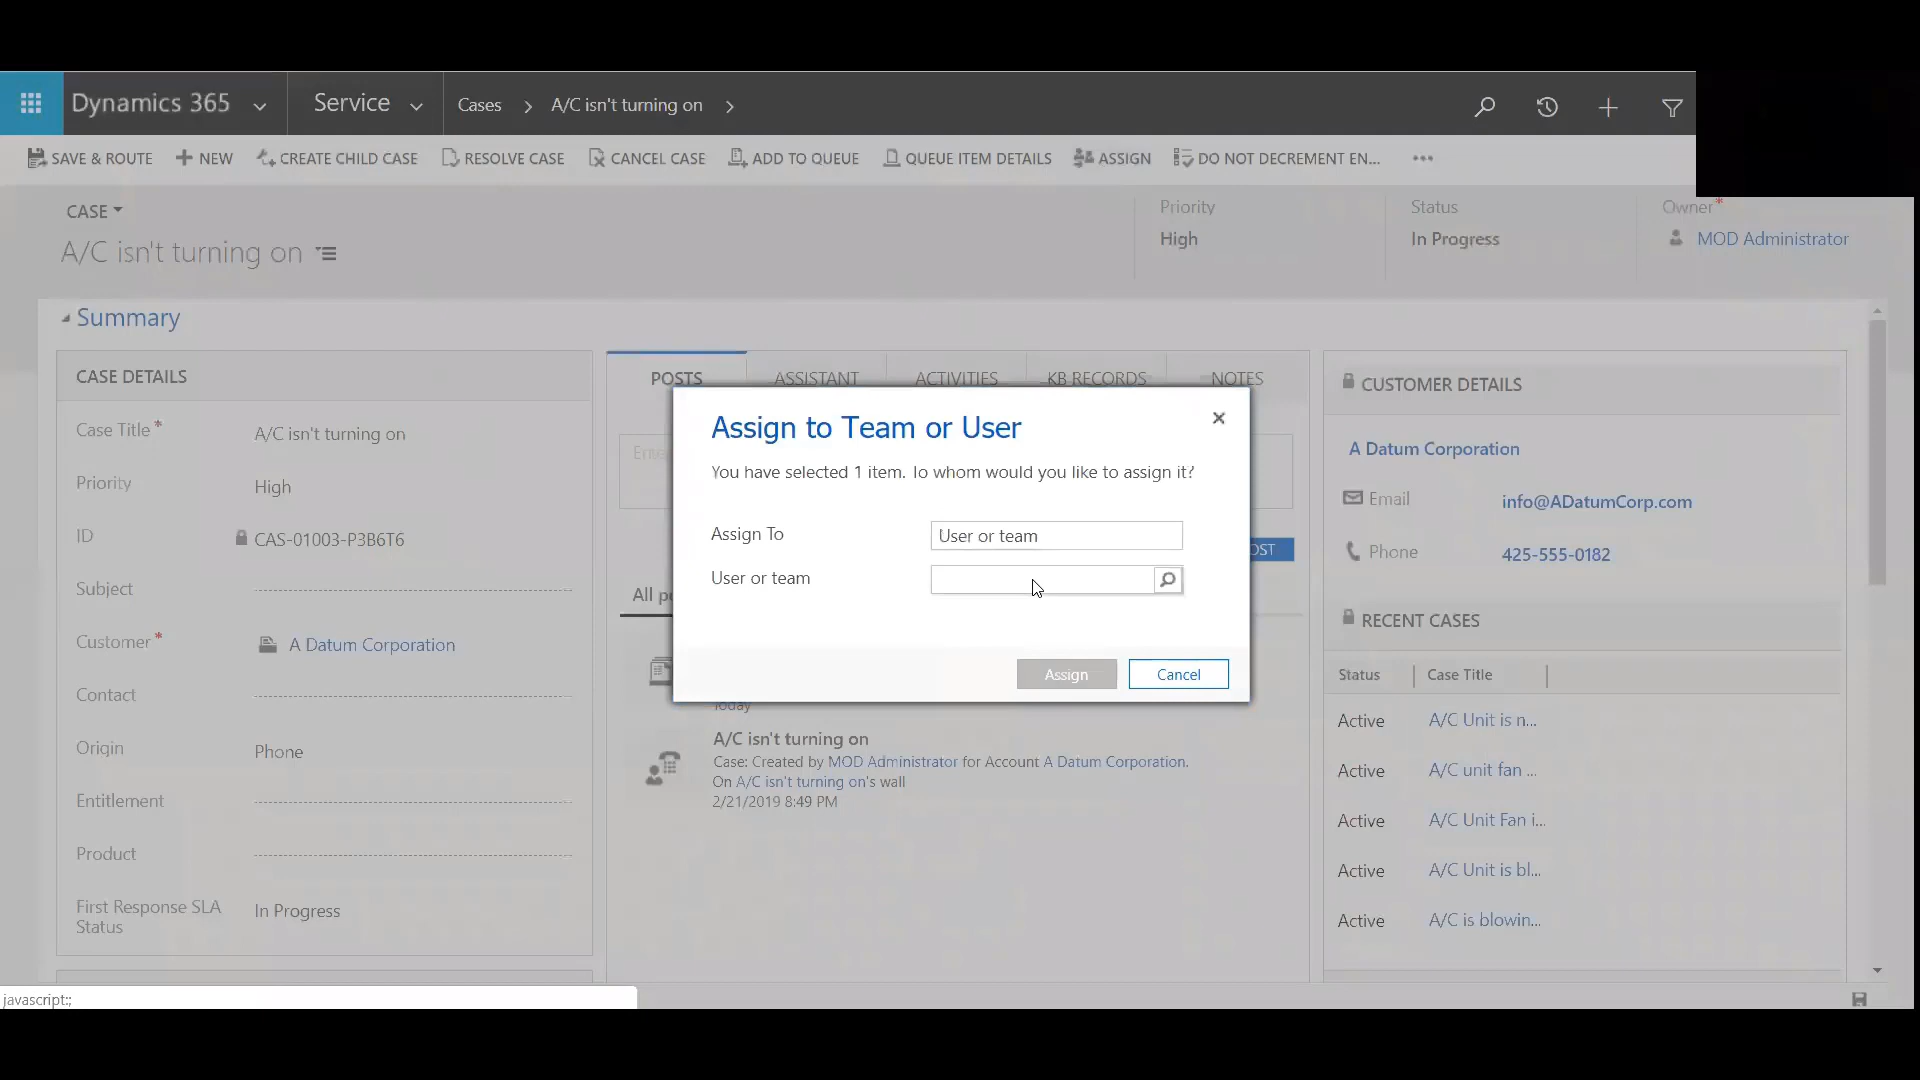 Dynamics 365
Service
Cases
A/C isn't turning on
SAVE & ROUTE
NEW
CREATE CHILD CASE
RESOLVE CASE
CANCEL CASE
ADD TO QUEUE
QUEUE ITEM DETAILS
ASSIGN
DO NOT DECREMENT EN...
CASE
A/C isn't turning on
Priority
High
Status
In Progress
Owner*
MOD Administrator
Summary
CASE DETAILS
Case Title*
A/C isn't turning on
Priority
High
ID
CAS-01003-P3B6T6
Subject
Customer*
A Datum Corporation
Contact
Origin
Phone
Entitlement
Product
First Response SLA
Status
In Progress
POSTS
ASSISTANT
ACTIVITIES
KB RECORDS
NOTES
Assign to Team or User
You have selected 1 item. To whom would you like to assign it?
Assign To
User or team
User or team
Assign
Cancel
Today
A/C isn't turning on
Case: Created by MOD Administrator for Account A Datum Corporation.
On A/C isn't turning on's wall
2/21/2019 8:49 PM
CUSTOMER DETAILS
A Datum Corporation
Email
info@ADatumCorp.com
Phone
425-555-0182
RECENT CASES
Status
Case Title
Active
A/C Unit is n...
Active
A/C unit fan ...
Active
A/C Unit Fan i...
Active
A/C Unit is bl...
Active
A/C is blowin...
javascript:;